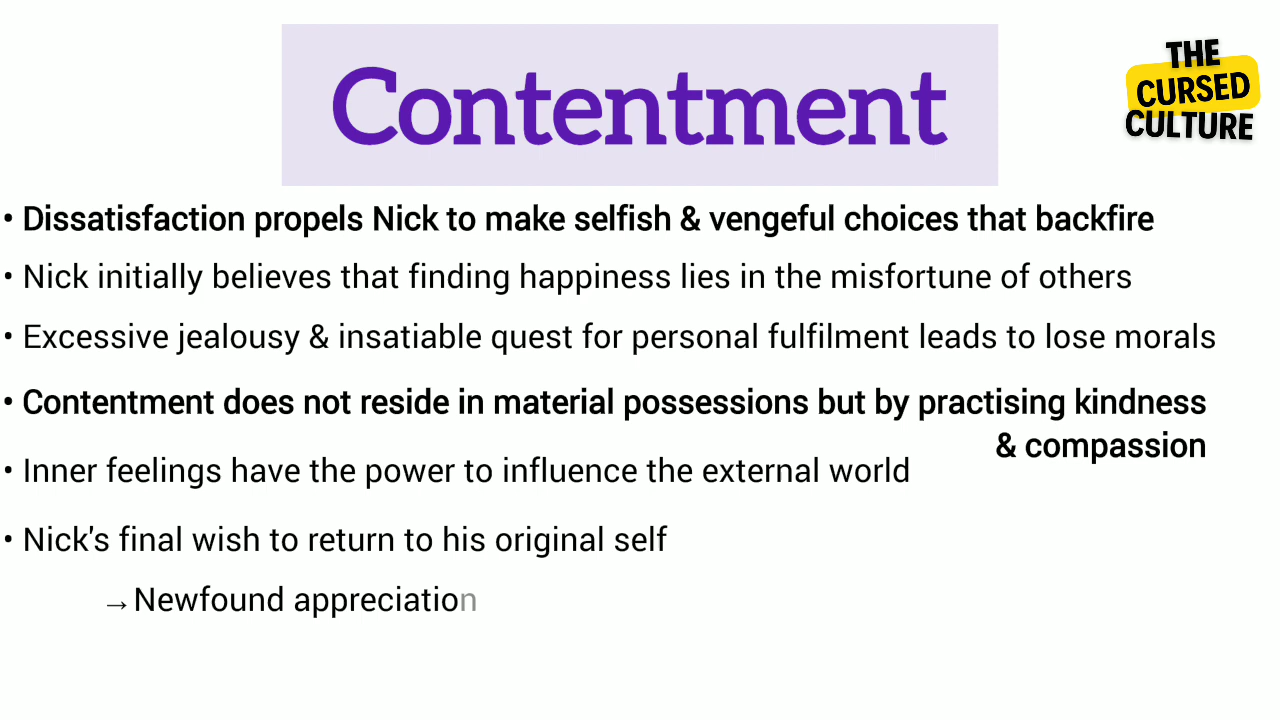 Contentment
THE
CURSED
CULTURE
• Dissatisfaction propels Nick to make selfish & vengeful choices that backfire
• Nick initially believes that finding happiness lies in the misfortune of others
• Excessive jealousy & insatiable quest for personal fulfilment leads to lose morals
• Contentment does not reside in material possessions but by practising kindness
& compassion
• Inner feelings have the power to influence the external world
• Nick's final wish to return to his original self
→Newfound appreciation